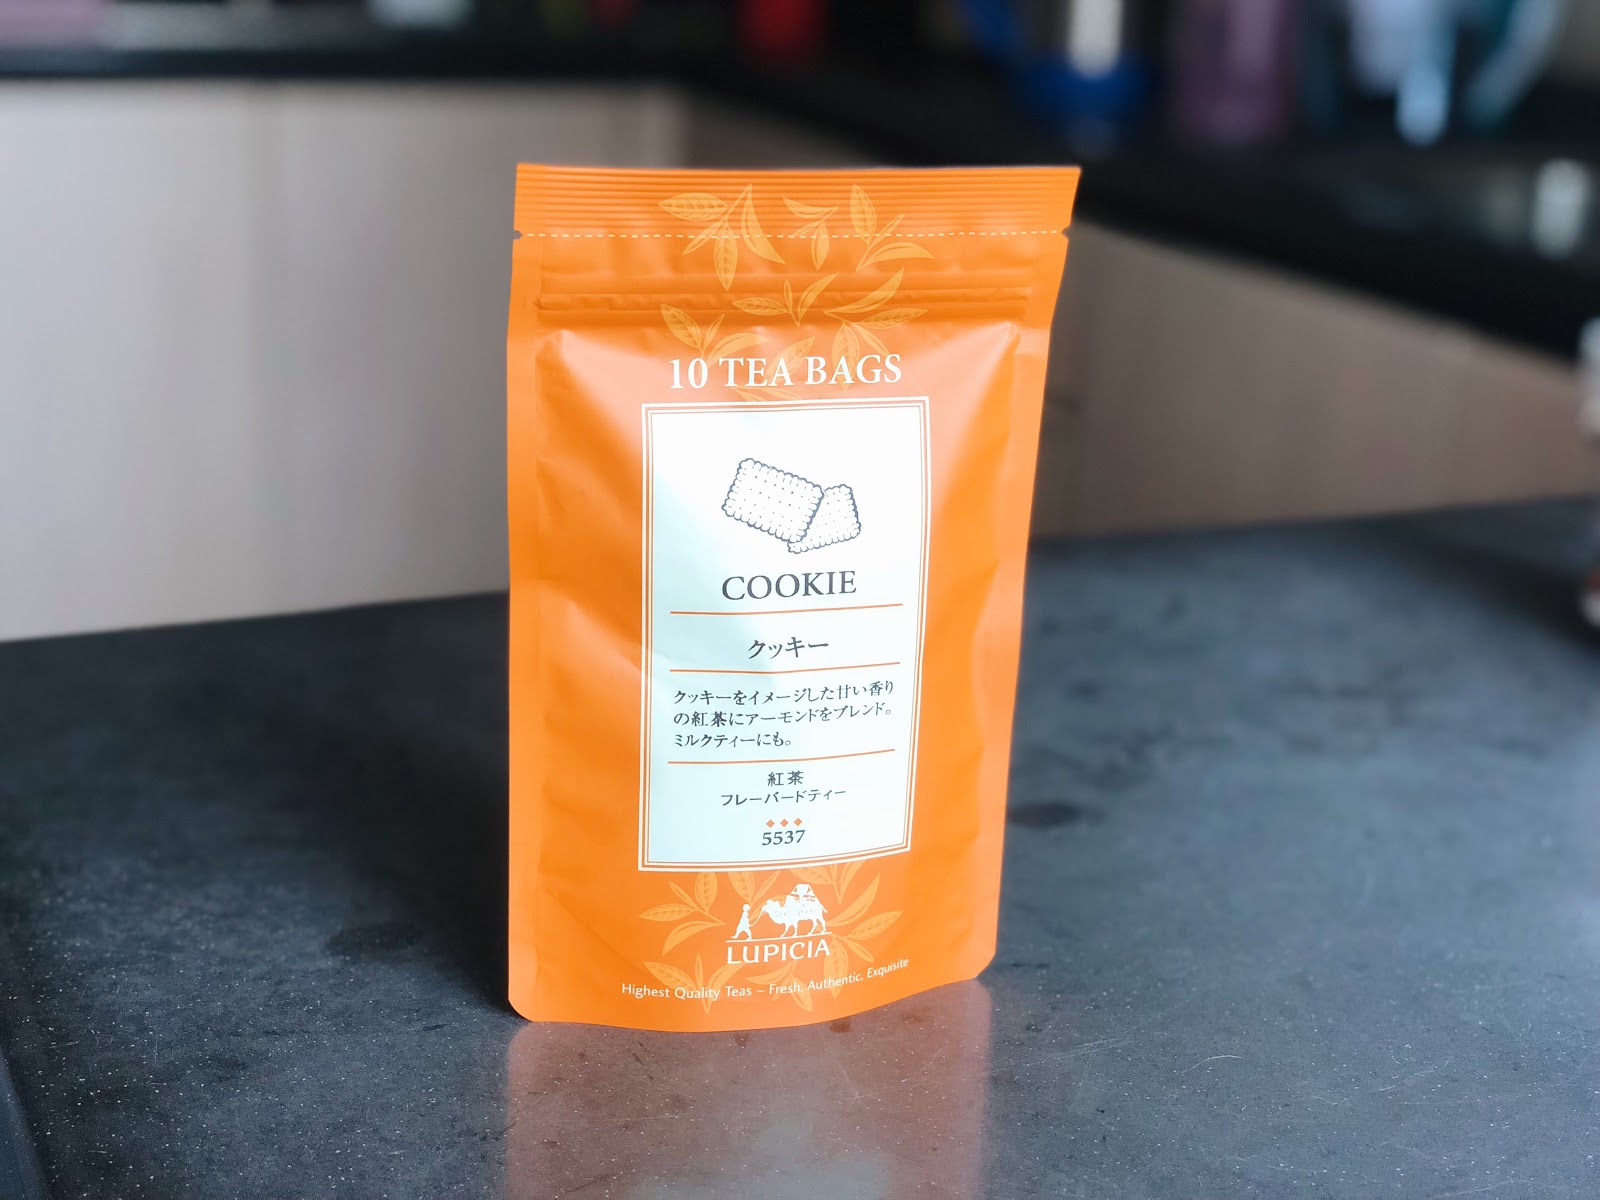 10 TEA BAGS
COOKIE
クッキー
クッキーをイメージした甘い香り
の紅茶にアーモンドをブレンド。
ミルクティーにも。
紅茶
フレーバードティー
5537
LUPICIA
Highest Quality Teas – Fresh, Authentic, Exquisite